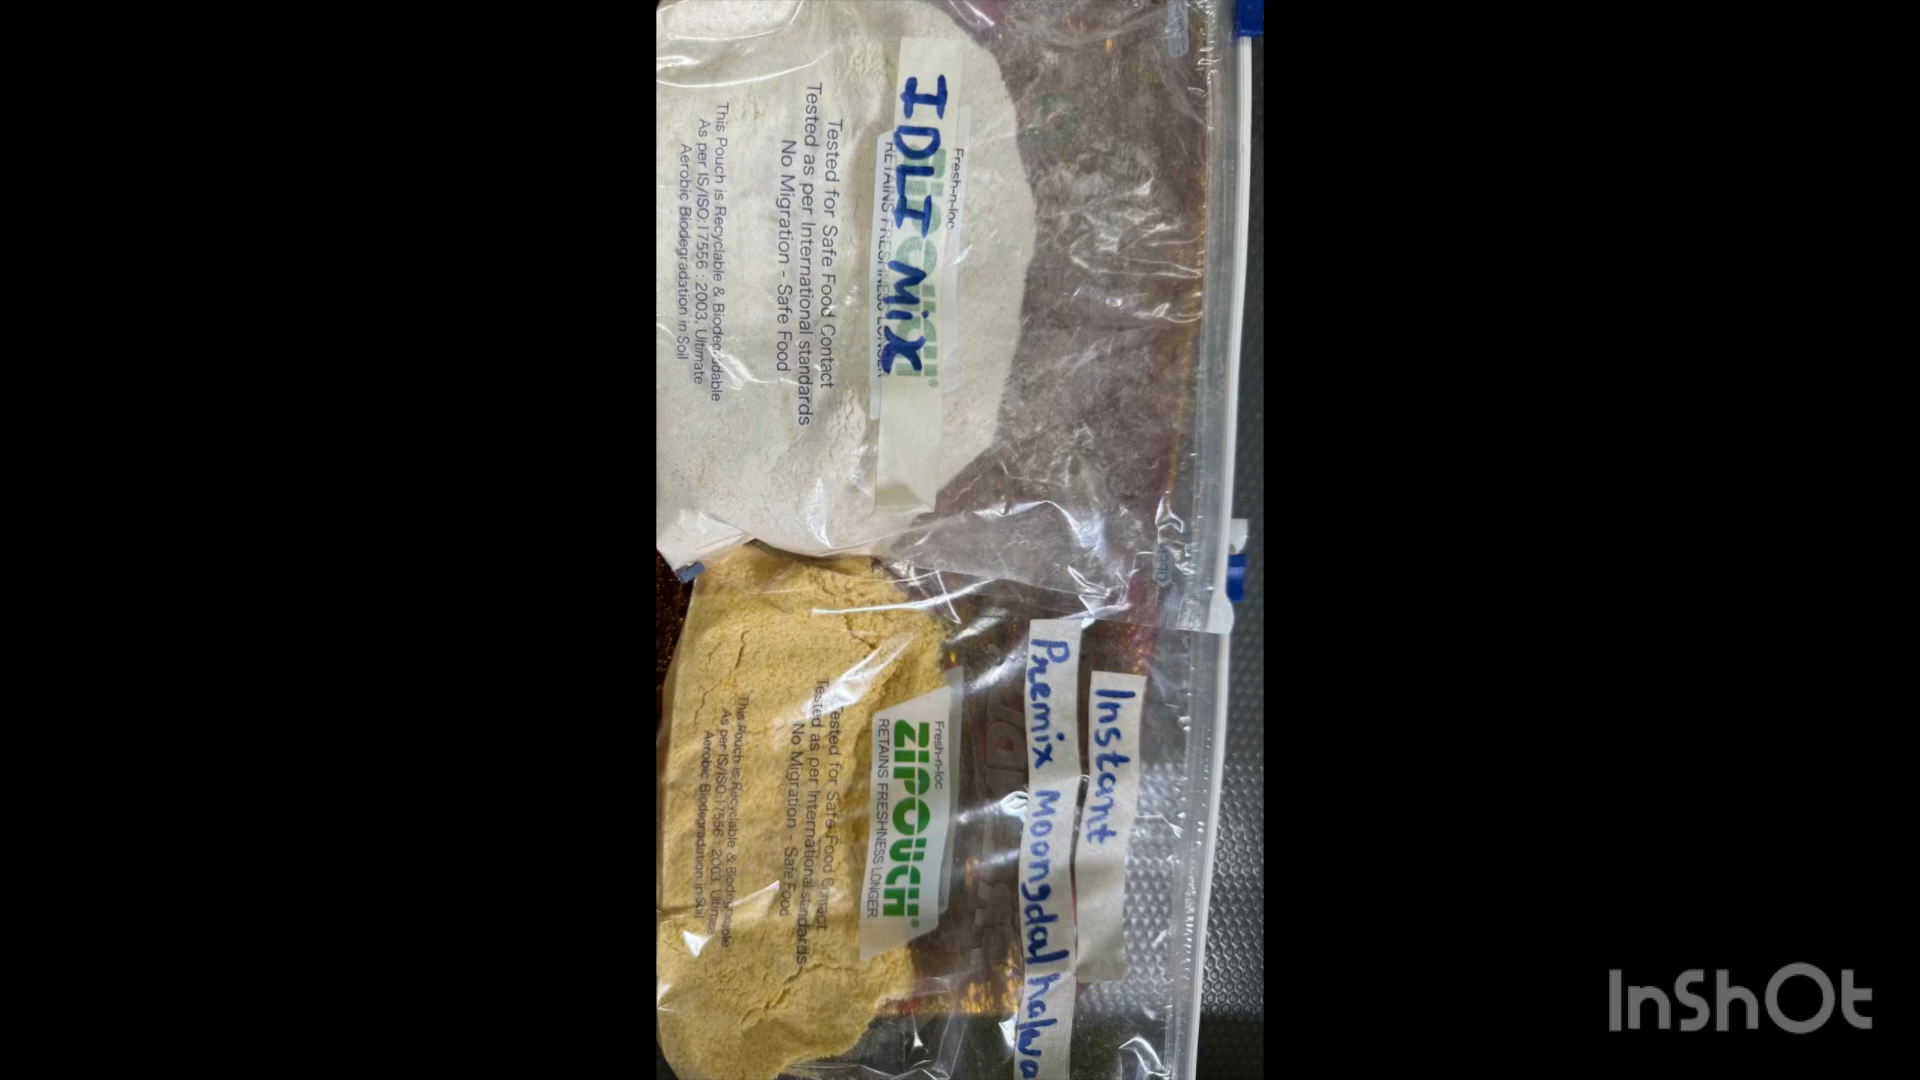 IDLI MIX
Fresh-n-loc
RETAINS FRESHNESS LONGER
Tested for Safe Food Contact
Tested as per International standards
No Migration - Safe Food
This Pouch is Recyclable & Biodegradable
As per IS/ISO:17556 : 2003, Ultimate
Aerobic Biodegradation in Soil
Instant
Premix Moongdal halwa
Fresh-n-loc
ZIPOUCH®
RETAINS FRESHNESS LONGER
Tested for Safe Food Contact
Tested as per International standards
No Migration - Safe Food
This Pouch is Recyclable & Biodegradable
As per IS/ISO:17556 : 2003, Ultimate
Aerobic Biodegradation in Soil
InShOt